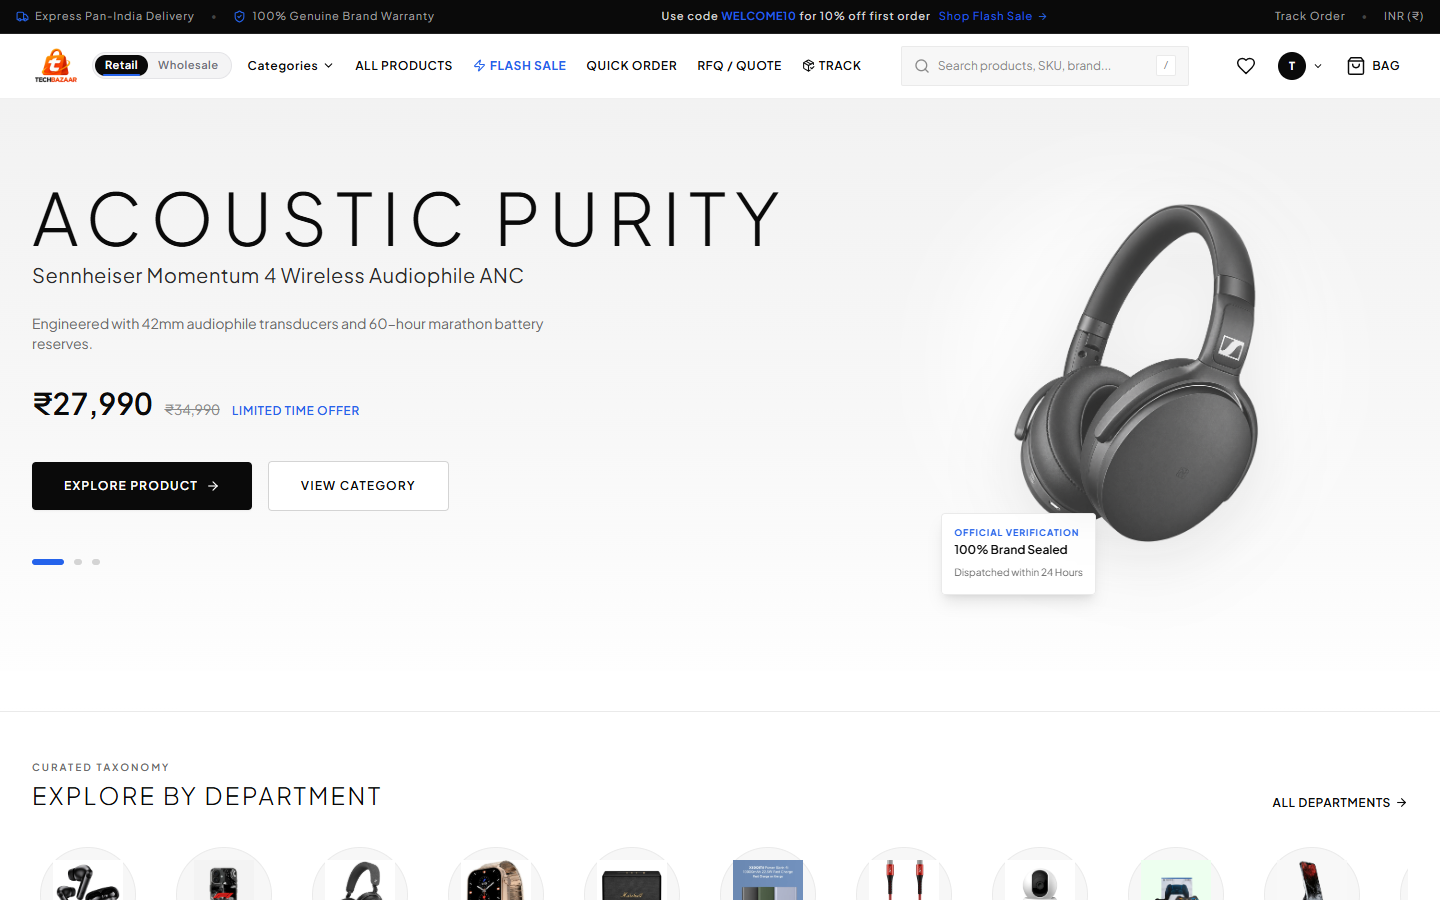 Express Pan-India Delivery • 100% Genuine Brand Warranty
Use code WELCOME10 for 10% off first order Shop Flash Sale →
Track Order • INR (₹)
TECHBAZAAR
Retail Wholesale
Categories
ALL PRODUCTS
FLASH SALE
QUICK ORDER
RFQ / QUOTE
TRACK
Search products, SKU, brand... /
T
BAG
ACOUSTIC PURITY
Sennheiser Momentum 4 Wireless Audiophile ANC
Engineered with 42mm audiophile transducers and 60-hour marathon battery
reserves.
₹27,990 ₹34,990 LIMITED TIME OFFER
EXPLORE PRODUCT →
VIEW CATEGORY
OFFICIAL VERIFICATION
100% Brand Sealed
Dispatched within 24 Hours
CURATED TAXONOMY
EXPLORE BY DEPARTMENT
ALL DEPARTMENTS →
Marshall